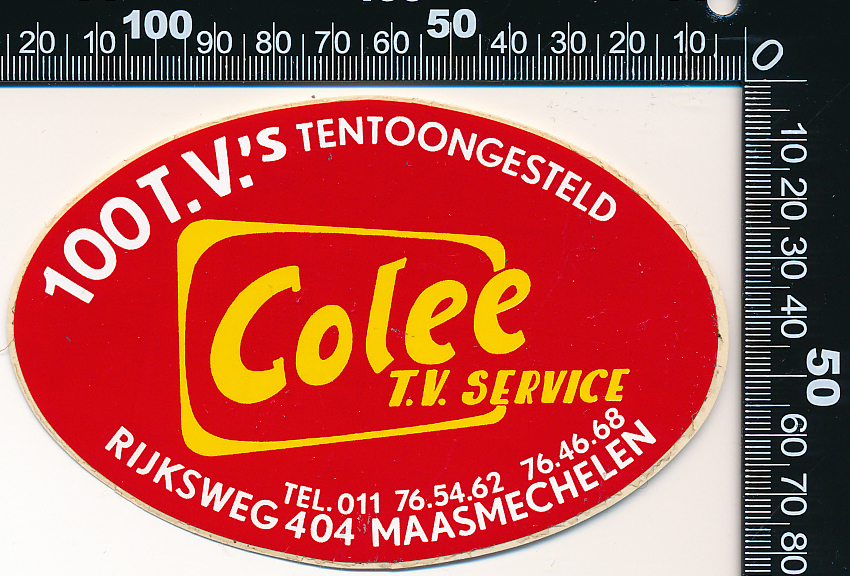 100
50
20 10 90 80 70 60 40 30 20 10 0
10 20 30 40
50
60 70 80
100 T.V.'s TENTOONGESTELD
Colee
T.V. SERVICE
TEL. 011 76.54.62 76.46.68
RIJKSWEG 404 MAASMECHELEN